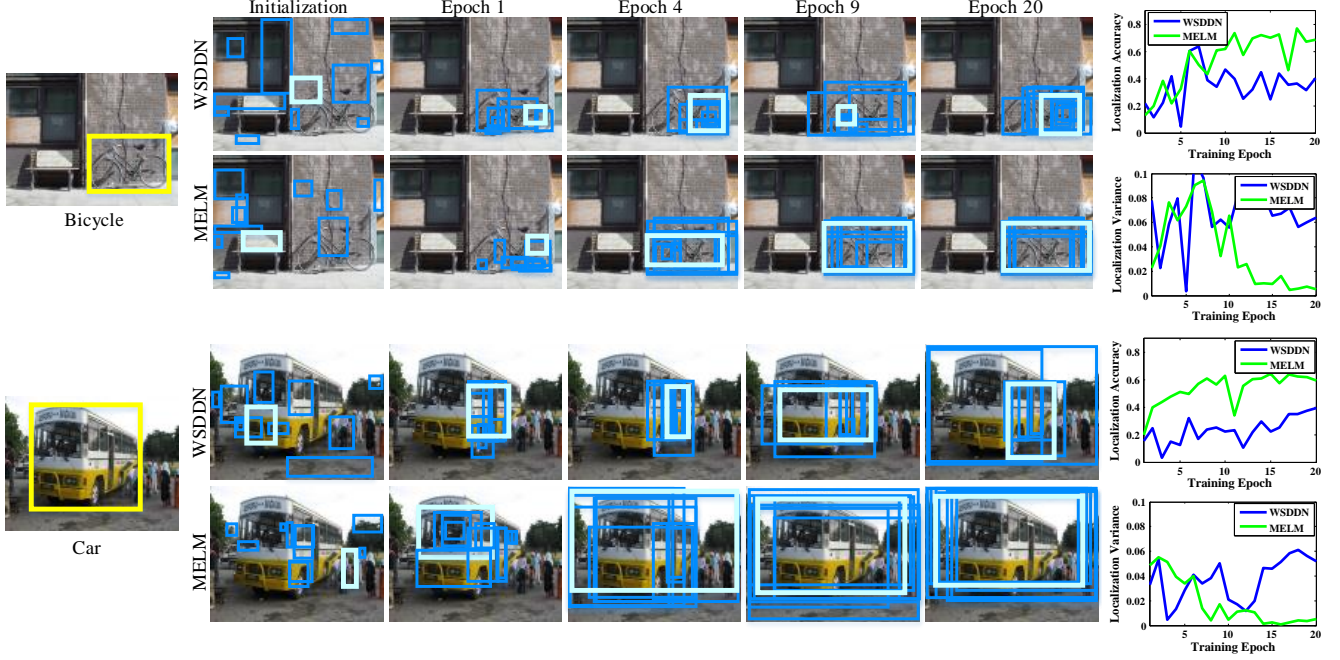 Initialization
Epoch 1
Epoch 4
Epoch 9
Epoch 20
WSDDN
MELM
Bicycle
WSDDN
MELM
Localization Accuracy
0.8
0.6
0.4
0.2
0
5
10
15
20
Training Epoch
WSDDN
MELM
Localization Variance
0.1
0.08
0.06
0.04
0.02
0
5
10
15
20
Training Epoch
WSDDN
MELM
Car
WSDDN
MELM
Localization Accuracy
0.8
0.6
0.4
0.2
0
5
10
15
20
Training Epoch
WSDDN
MELM
Localization Variance
0.1
0.08
0.06
0.04
0.02
0
5
10
15
20
Training Epoch